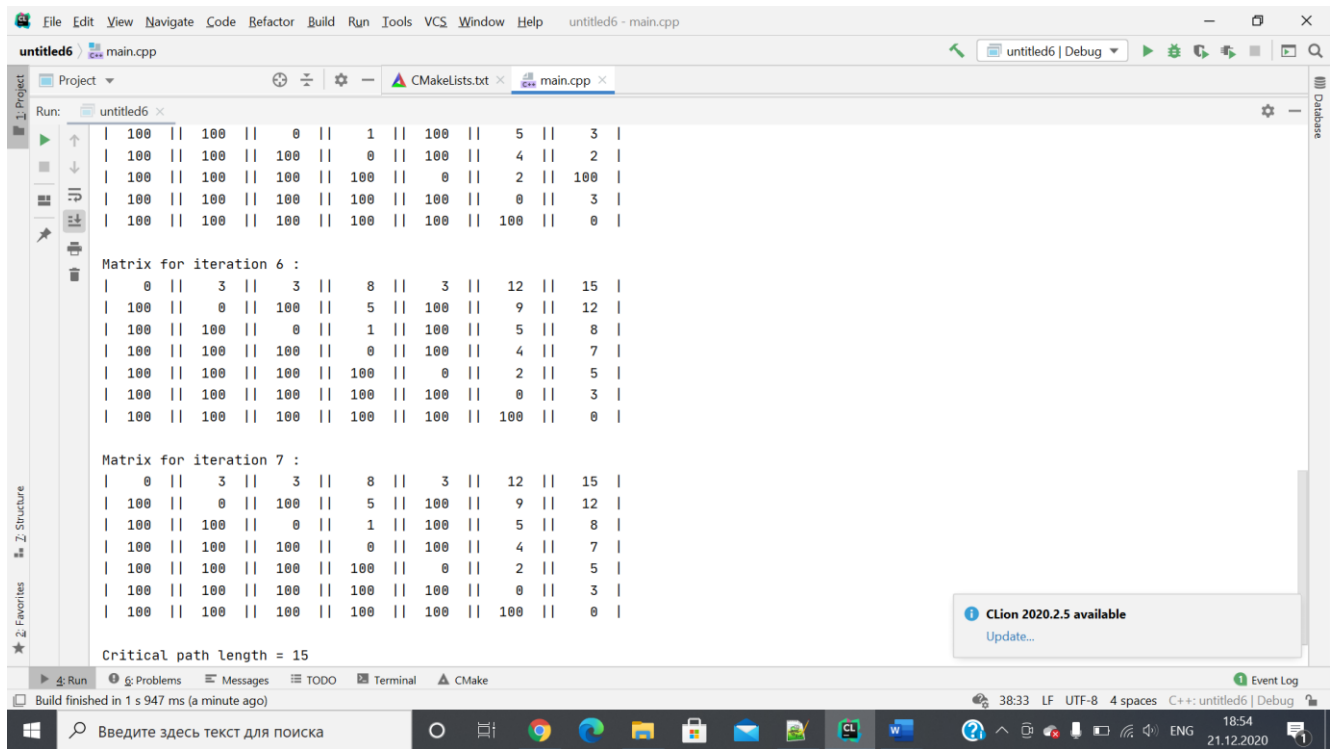 File Edit View Navigate Code Refactor Build Run Tools VCS Window Help untitled6 - main.cpp
untitled6 main.cpp untitled6 | Debug
1: Project Project CMakeLists.txt main.cpp Database
Run: untitled6
| 100 || 100 || 0 || 1 || 100 || 5 || 3 |
| 100 || 100 || 100 || 0 || 100 || 4 || 2 |
| 100 || 100 || 100 || 100 || 0 || 2 || 100 |
| 100 || 100 || 100 || 100 || 100 || 0 || 3 |
| 100 || 100 || 100 || 100 || 100 || 100 || 0 |
Matrix for iteration 6 :
| 0 || 3 || 3 || 8 || 3 || 12 || 15 |
| 100 || 0 || 100 || 5 || 100 || 9 || 12 |
| 100 || 100 || 0 || 1 || 100 || 5 || 8 |
| 100 || 100 || 100 || 0 || 100 || 4 || 7 |
| 100 || 100 || 100 || 100 || 0 || 2 || 5 |
| 100 || 100 || 100 || 100 || 100 || 0 || 3 |
| 100 || 100 || 100 || 100 || 100 || 100 || 0 |
Matrix for iteration 7 :
| 0 || 3 || 3 || 8 || 3 || 12 || 15 |
| 100 || 0 || 100 || 5 || 100 || 9 || 12 |
| 100 || 100 || 0 || 1 || 100 || 5 || 8 |
| 100 || 100 || 100 || 0 || 100 || 4 || 7 |
| 100 || 100 || 100 || 100 || 0 || 2 || 5 |
| 100 || 100 || 100 || 100 || 100 || 0 || 3 |
| 100 || 100 || 100 || 100 || 100 || 100 || 0 |
Critical path length = 15
7: Structure
2: Favorites
CLion 2020.2.5 available
Update...
4: Run 6: Problems Messages TODO Terminal CMake 1 Event Log
Build finished in 1 s 947 ms (a minute ago) 38:33 LF UTF-8 4 spaces C++: untitled6 | Debug
Введите здесь текст для поиска ENG 18:54
21.12.2020